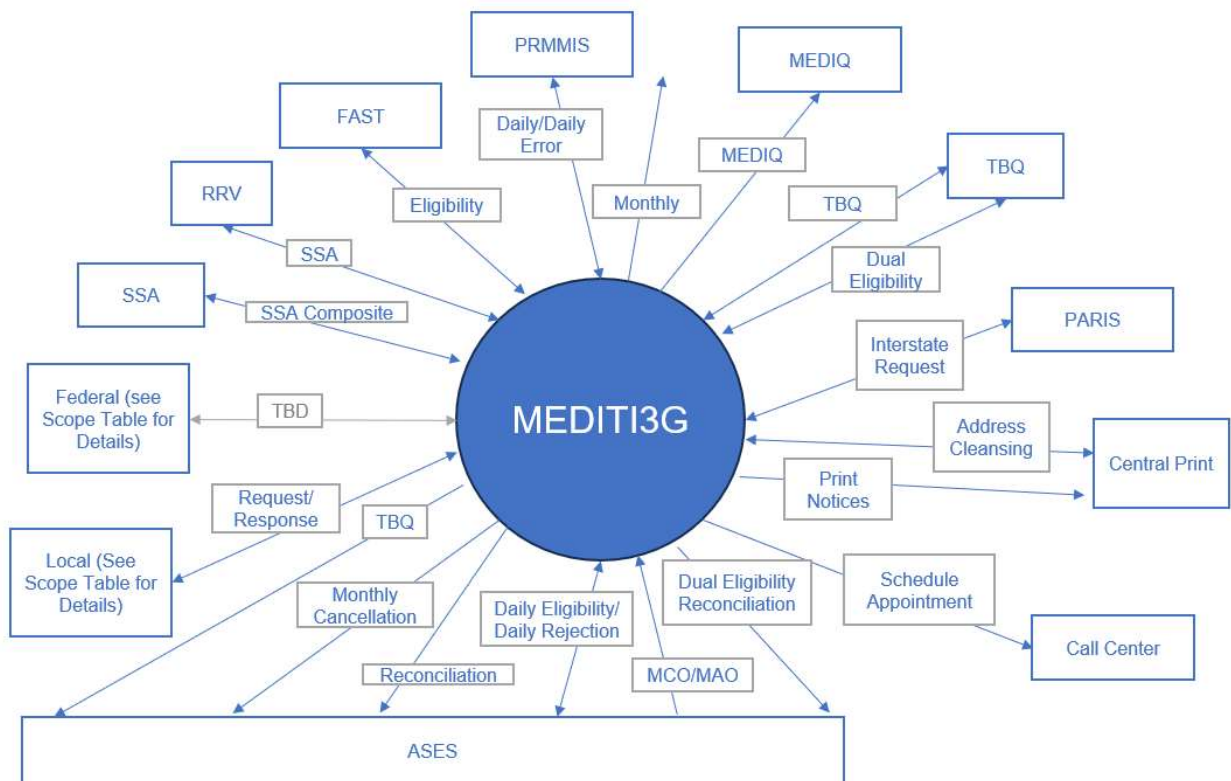 PRMMIS
MEDIQ
FAST
Daily/Daily
Error
MEDIQ
TBQ
RRV
Eligibility
Monthly
TBQ
SSA
Dual
Eligibility
SSA
SSA Composite
PARIS
Interstate
Request
Federal (see
Scope Table for
Details)
TBD
MEDITI3G
Address
Cleansing
Central Print
Print
Notices
Request/
Response
TBQ
Local (See
Scope Table for
Details)
Monthly
Cancellation
Daily Eligibility/
Daily Rejection
Dual Eligibility
Reconciliation
Schedule
Appointment
Call Center
Reconciliation
MCO/MAO
ASES